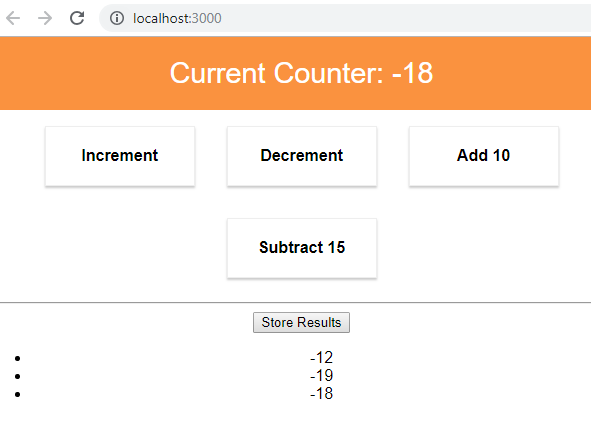 localhost:3000
Current Counter: -18
Increment Decrement Add 10
Subtract 15
Store Results
-12
-19
-18